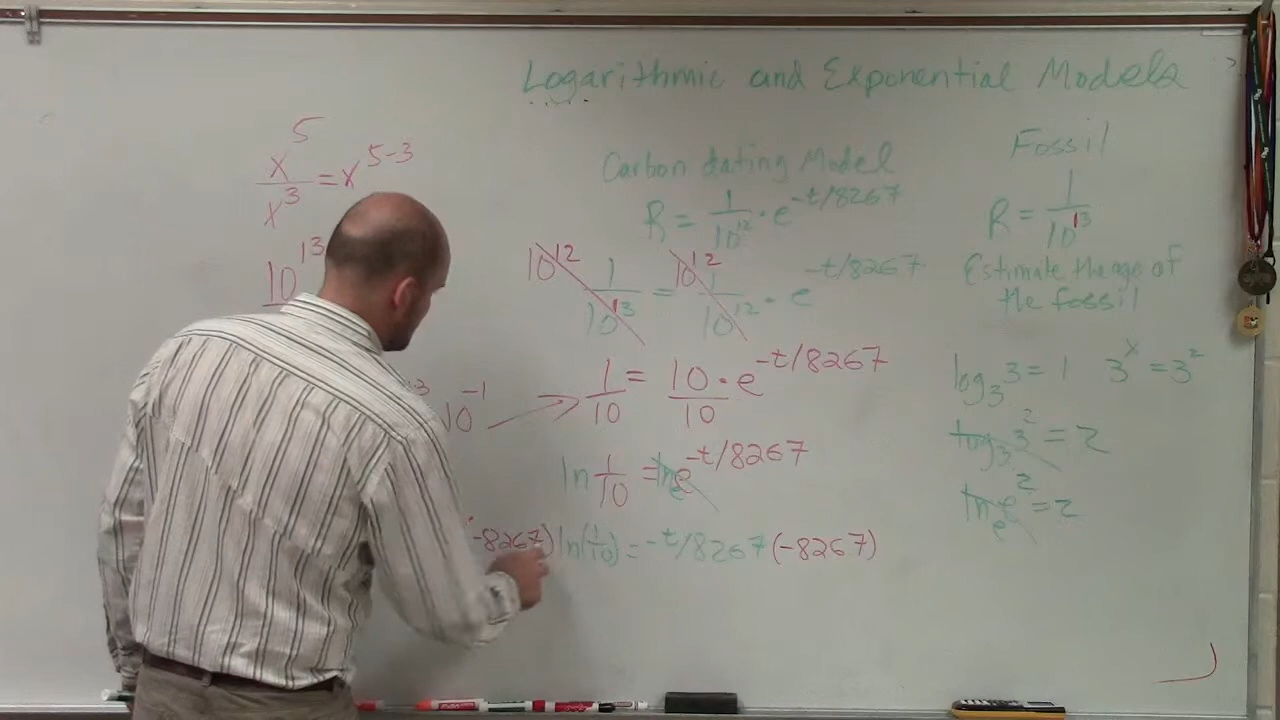 Logarithmic and Exponential Models
x^5/x^3 = x^(5-3)
10^13
10^-1
Carbon dating Model
R = 1/10^12 · e^(-t/8267)
10^12 1/10^13 = 10^12 1/10^12 · e^(-t/8267)
1/10 = 10/10 · e^(-t/8267)
ln 1/10 = ln e^(-t/8267)
-8267) ln(1/10) = -t/8267 (-8267)
Fossil
R = 1/10^13
Estimate the age of
the fossil
log_3 3 = 1 3^x = 3^2
log_3 3^2 = 2
ln_e e^2 = 2